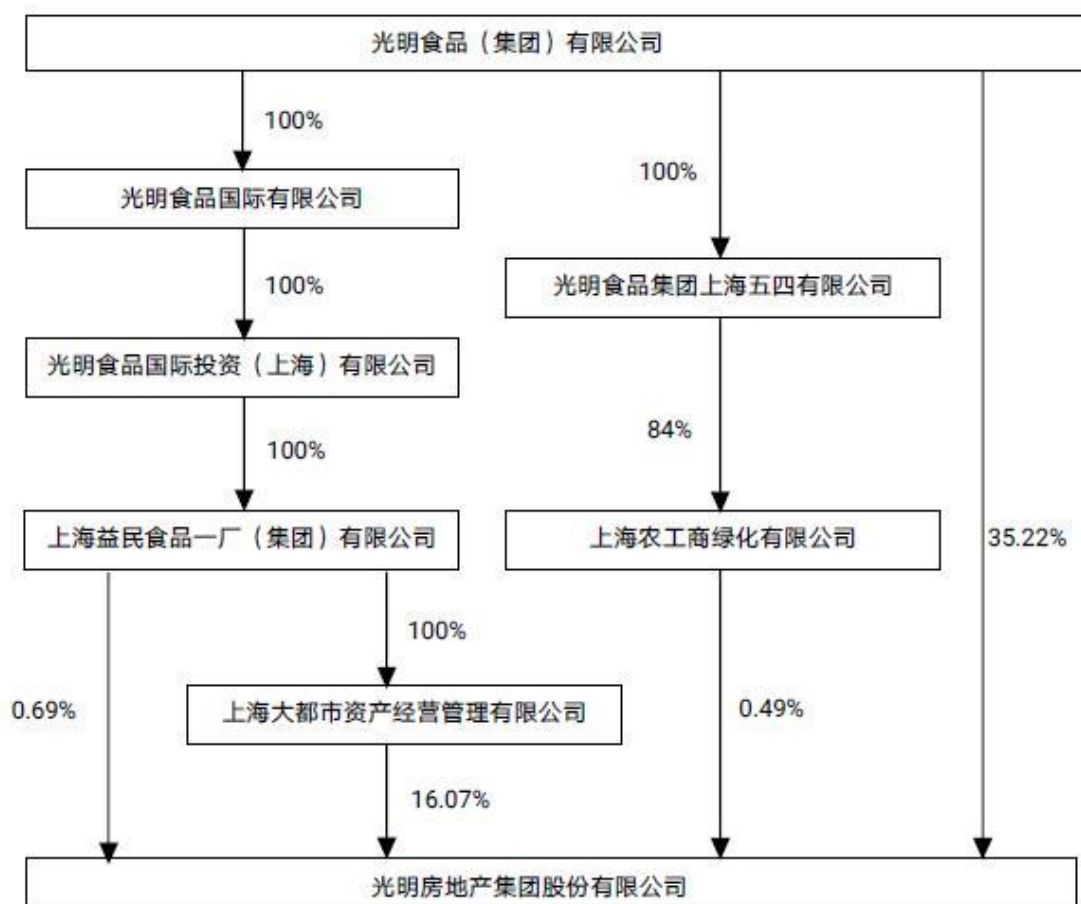 光明食品（集团）有限公司
100%
100%
光明食品国际有限公司
100%
光明食品集团上海五四有限公司
光明食品国际投资（上海）有限公司
100%
84%
上海益民食品一厂（集团）有限公司
上海农工商绿化有限公司
35.22%
100%
0.69%
上海大都市资产经营管理有限公司
0.49%
16.07%
光明房地产集团股份有限公司